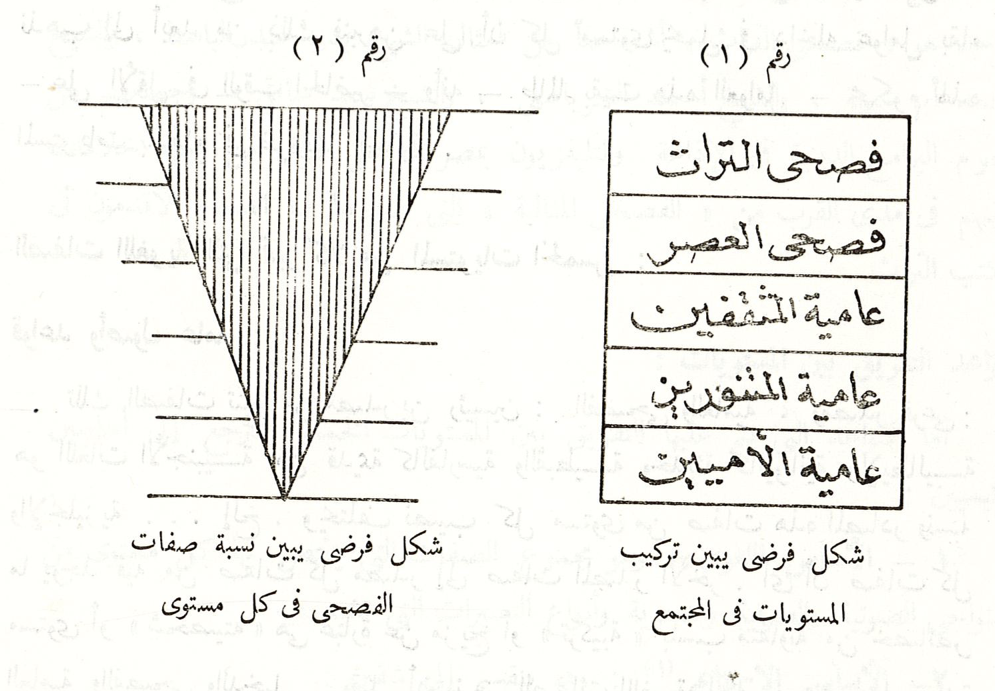 رقم (١)
فصحى التراث
فصحى العصر
عامية المثقفين
عامية المتنورين
عامية الأميين
شكل فرضى يبين تركيب
المستويات فى المجتمع
رقم (٢)
شكل فرضى يبين نسبة صفات
الفصحى فى كل مستوى